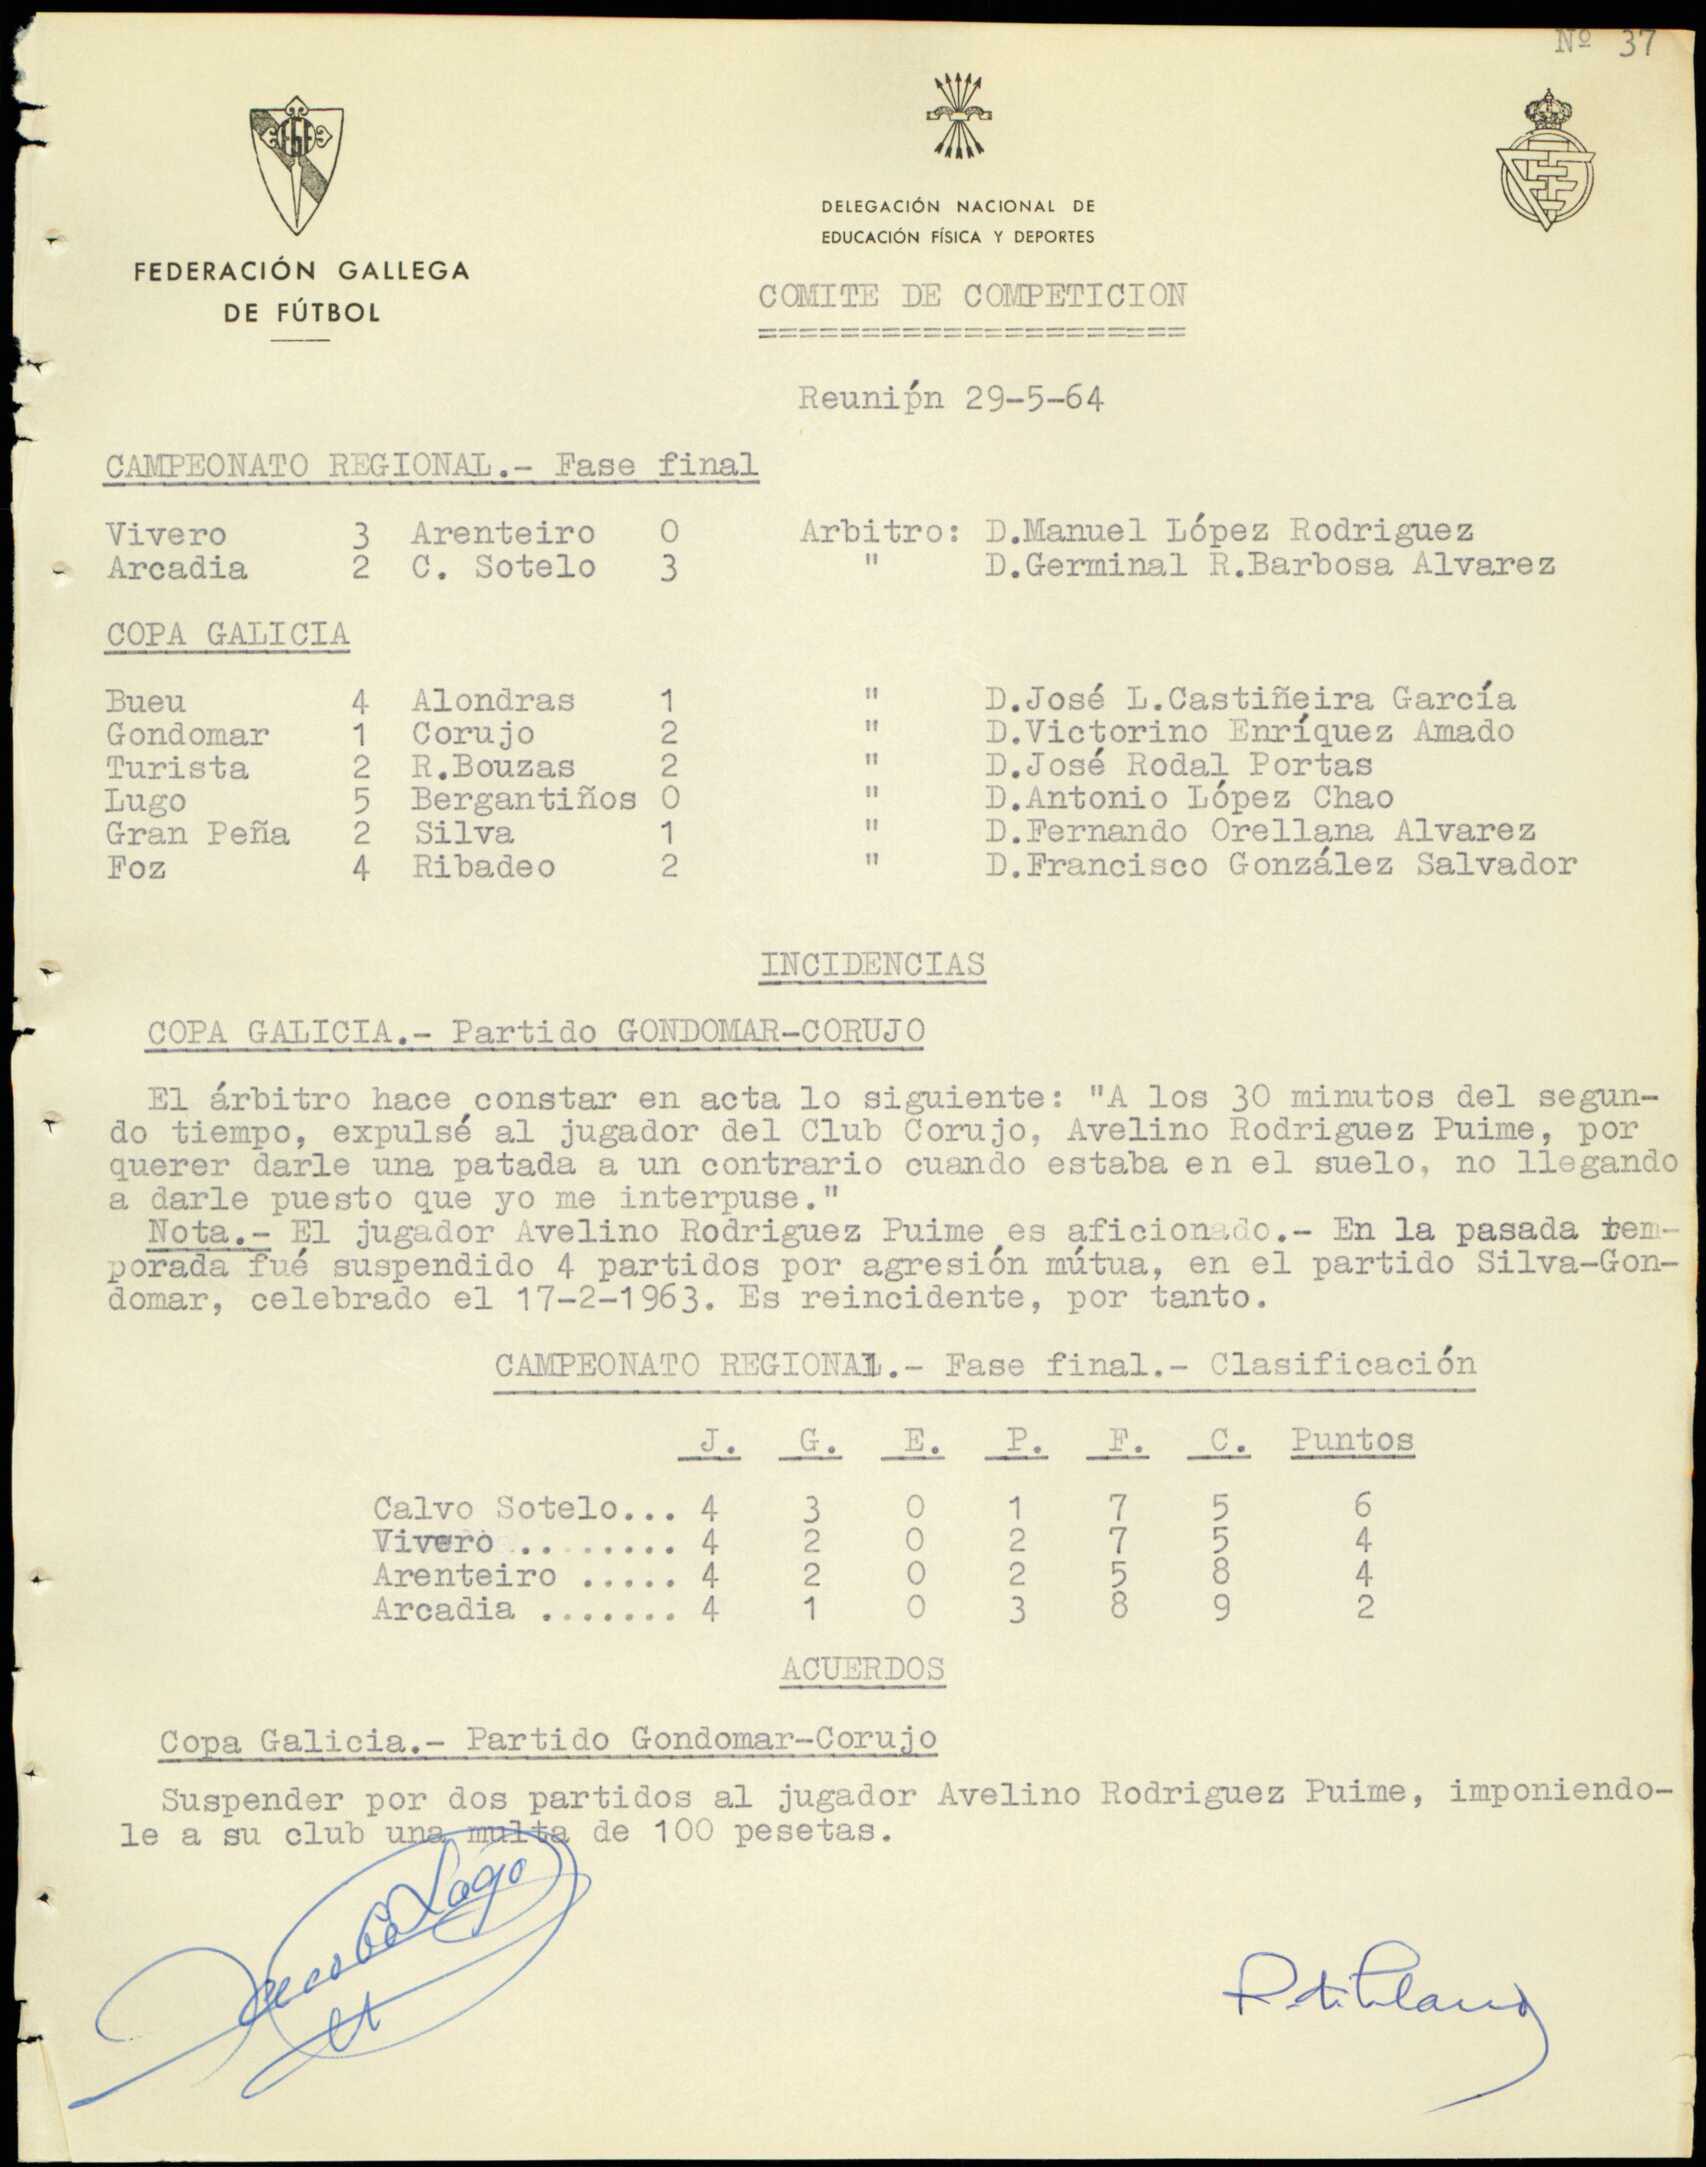 Nº 37
FGF
DELEGACIÓN NACIONAL DE
EDUCACIÓN FÍSICA Y DEPORTES
FEDERACIÓN GALLEGA
DE FÚTBOL
COMITE DE COMPETICION
=====================
Reunipn 29-5-64
CAMPEONATO REGIONAL.- Fase final
Vivero 3 Arenteiro 0 Arbitro: D.Manuel López Rodriguez
Arcadia 2 C. Sotelo 3 " D.Germinal R.Barbosa Alvarez
COPA GALICIA
Bueu 4 Alondras 1 " D.José L.Castiñeira García
Gondomar 1 Corujo 2 " D.Victorino Enríquez Amado
Turista 2 R.Bouzas 2 " D.José Rodal Portas
Lugo 5 Bergantiños 0 " D.Antonio López Chao
Gran Peña 2 Silva 1 " D.Fernando Orellana Alvarez
Foz 4 Ribadeo 2 " D.Francisco González Salvador
INCIDENCIAS
COPA GALICIA.- Partido GONDOMAR-CORUJO
El árbitro hace constar en acta lo siguiente: "A los 30 minutos del segun-
do tiempo, expulsé al jugador del Club Corujo, Avelino Rodriguez Puime, por
querer darle una patada a un contrario cuando estaba en el suelo, no llegando
a darle puesto que yo me interpuse."
Nota.- El jugador Avelino Rodriguez Puime es aficionado.- En la pasada tem-
porada fué suspendido 4 partidos por agresión mútua, en el partido Silva-Gon-
domar, celebrado el 17-2-1963. Es reincidente, por tanto.
CAMPEONATO REGIONAL.- Fase final.- Clasificación
J. G. E. P. F. C. Puntos
Calvo Sotelo... 4 3 0 1 7 5 6
Vivero ........ 4 2 0 2 7 5 4
Arenteiro ..... 4 2 0 2 5 8 4
Arcadia ....... 4 1 0 3 8 9 2
ACUERDOS
Copa Galicia.- Partido Gondomar-Corujo
Suspender por dos partidos al jugador Avelino Rodriguez Puime, imponiendo-
le a su club una multa de 100 pesetas.
Lago